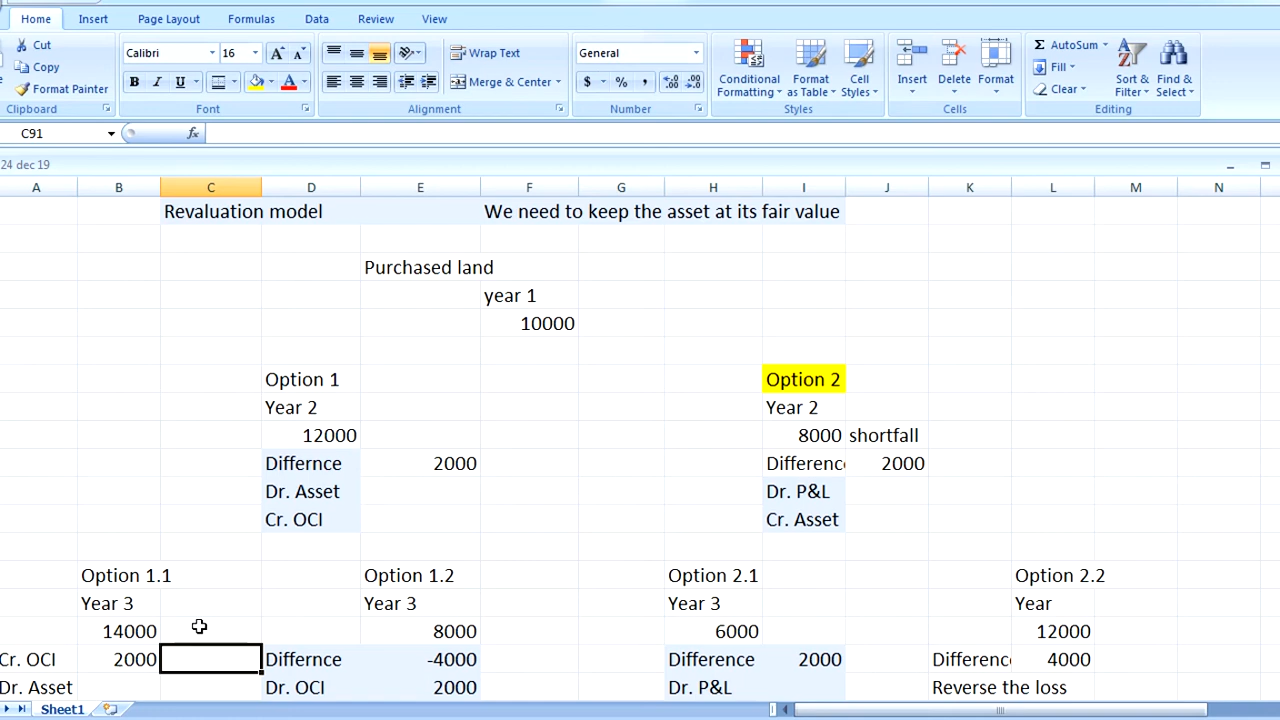 Home Insert Page Layout Formulas Data Review View
Cut Calibri 16 A A Wrap Text General AutoSum
Copy Fill
Format Painter B I U A Merge & Center $ % , Conditional Formatting Format as Table Cell Styles Insert Delete Format Clear Sort & Filter Find & Select
Clipboard Font Alignment Number Styles Cells Editing
C91 fx
24 dec 19
A B C D E F G H I J K L M N
Revaluation model We need to keep the asset at its fair value
Purchased land
year 1
10000
Option 1 Option 2
Year 2 Year 2
12000 8000 shortfall
Differnce 2000 Differenc 2000
Dr. Asset Dr. P&L
Cr. OCI Cr. Asset
Option 1.1 Option 1.2 Option 2.1 Option 2.2
Year 3 Year 3 Year 3 Year
14000 8000 6000 12000
Cr. OCI 2000 Differnce -4000 Difference 2000 Differenc 4000
Dr. Asset Dr. OCI 2000 Dr. P&L Reverse the loss
Sheet1